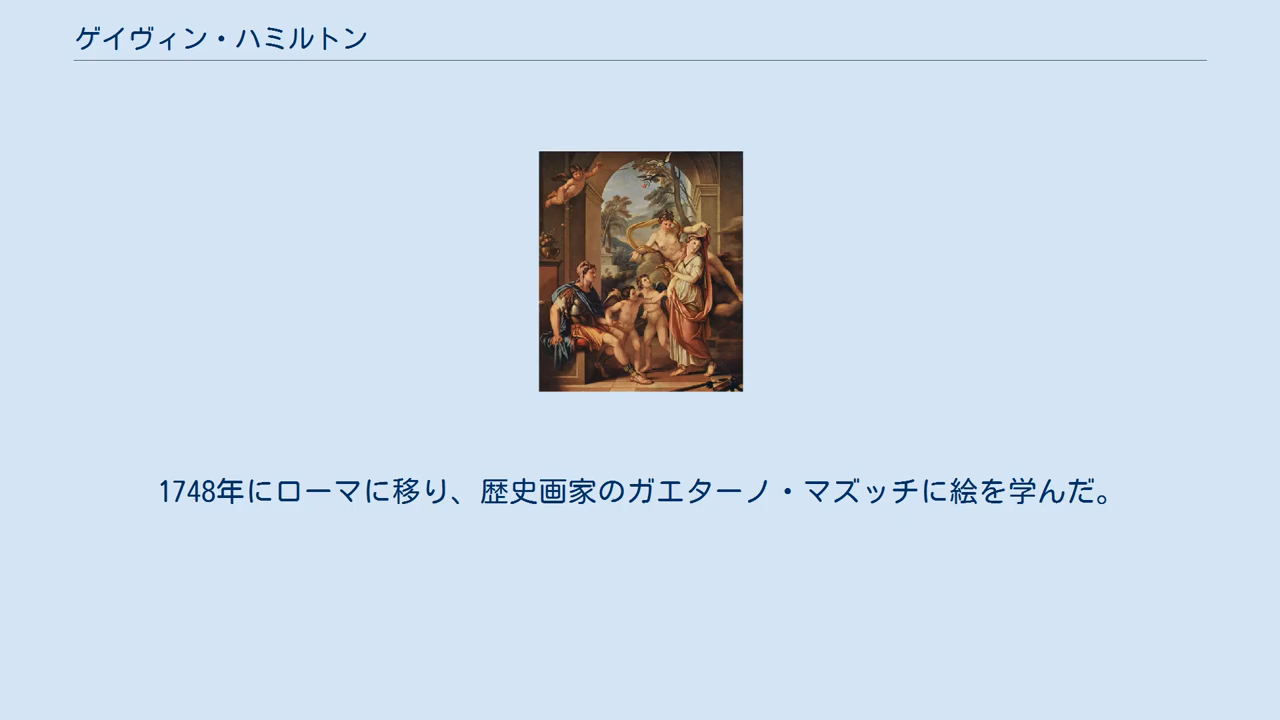 ゲイヴィン・ハミルトン
1748年にローマに移り、歴史画家のガエターノ・マズッチに絵を学んだ。